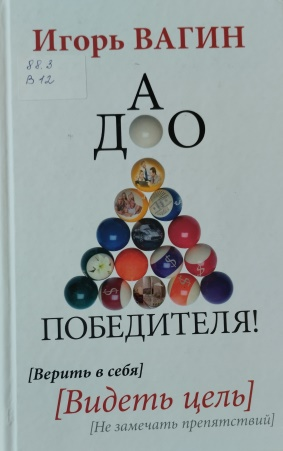 Игорь ВАГИН
88.3
В 12
А
Д О
ПОБЕДИТЕЛЯ!
[Верить в себя]
[Видеть цель]
[Не замечать препятствий]